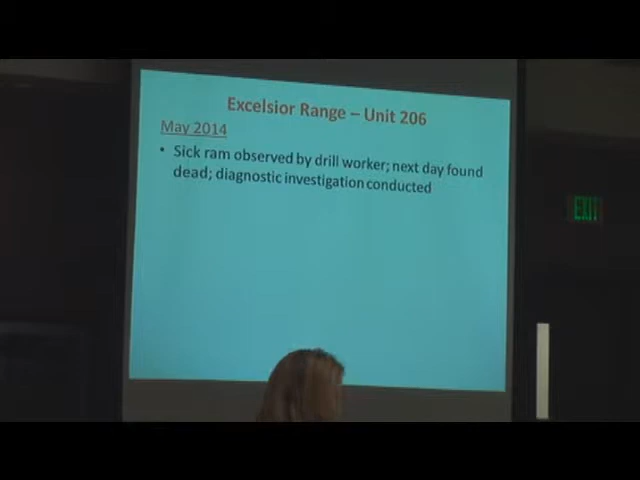 Excelsior Range – Unit 206
May 2014
• Sick ram observed by drill worker; next day found
dead; diagnostic investigation conducted
EXIT